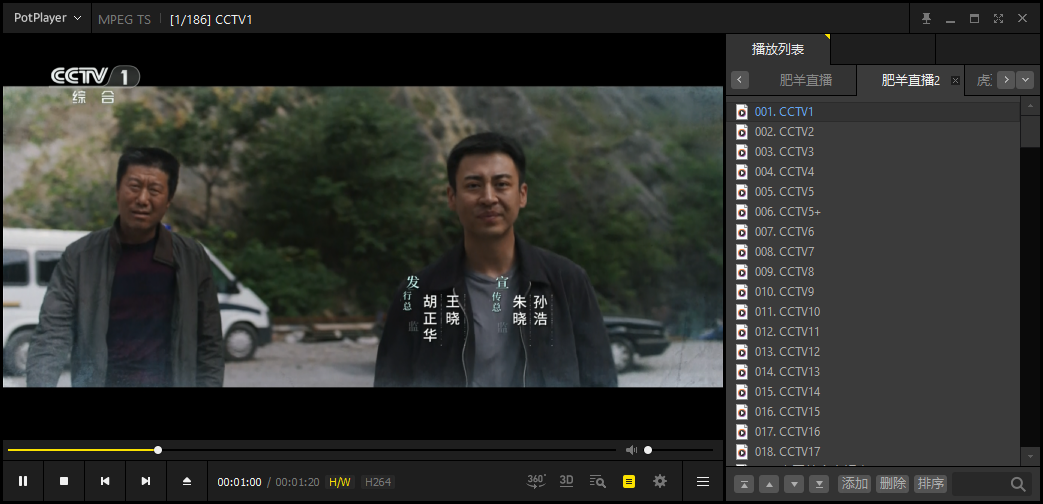 PotPlayer
MPEG TS
[1/186] CCTV1
CCTV 1
综合
发行总监
胡正华
王晓
宣传总监
朱晓
孙浩
播放列表
肥羊直播
肥羊直播2
001. CCTV1
002. CCTV2
003. CCTV3
004. CCTV4
005. CCTV5
006. CCTV5+
007. CCTV6
008. CCTV7
009. CCTV8
010. CCTV9
011. CCTV10
012. CCTV11
013. CCTV12
014. CCTV13
015. CCTV14
016. CCTV15
017. CCTV16
018. CCTV17
00:01:00 / 00:01:20 H/W H264
360° 3D
添加 删除 排序